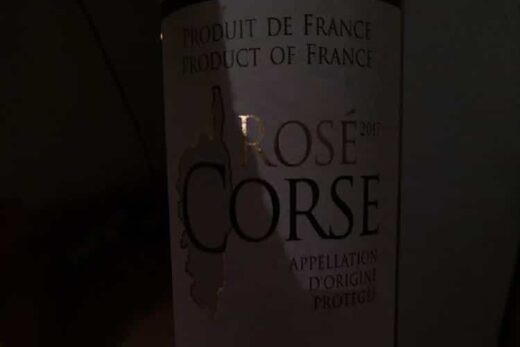 PRODUIT DE FRANCE
PRODUCT OF FRANCE
ROSÉ 2017
CORSE
APPELLATION
D'ORIGINE
PROTÉGÉE